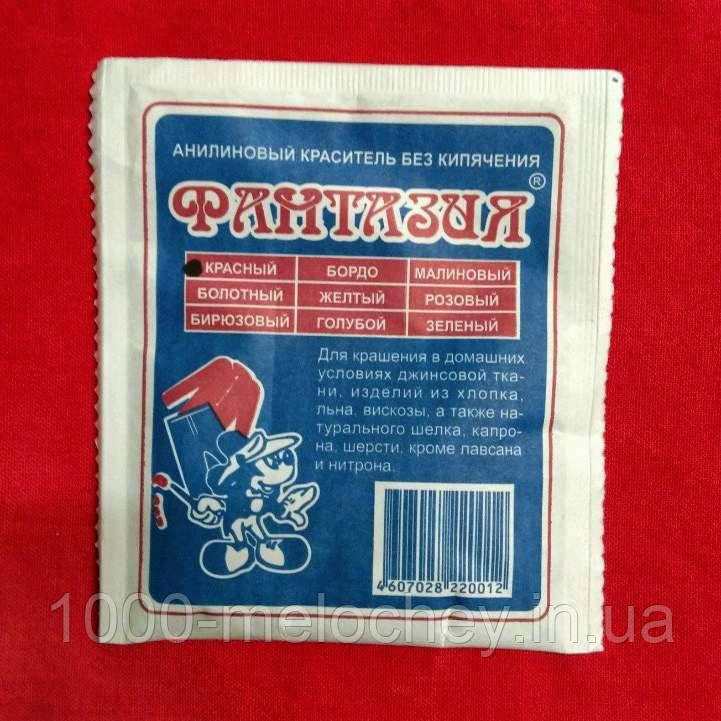 АНИЛИНОВЫЙ КРАСИТЕЛЬ БЕЗ КИПЯЧЕНИЯ
ФАНТАЗИЯ ®
КРАСНЫЙ БОРДО МАЛИНОВЫЙ
БОЛОТНЫЙ ЖЕЛТЫЙ РОЗОВЫЙ
БИРЮЗОВЫЙ ГОЛУБОЙ ЗЕЛЕНЫЙ
Для крашения в домашних
условиях джинсовой тка-
ни, изделий из хлопка,
льна, вискозы, а также на-
турального шелка, капро-
на, шерсти, кроме лавсана
и нитрона.
4 607028 220012
1000-melochey.in.ua